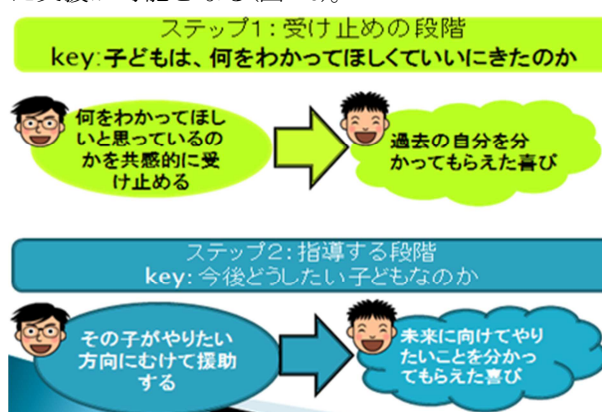 ステップ1:受け止めの段階
key:子どもは、何をわかってほしくていいにきたのか
何をわかってほし
いと思っているの
かを共感的に受
け止める
過去の自分を分
かってもらえた喜び
ステップ2:指導する段階
key:今後どうしたい子どもなのか
その子がやりたい
方向にむけて援助
する
未来に向けてやり
たいことを分かっ
てもらえた喜び